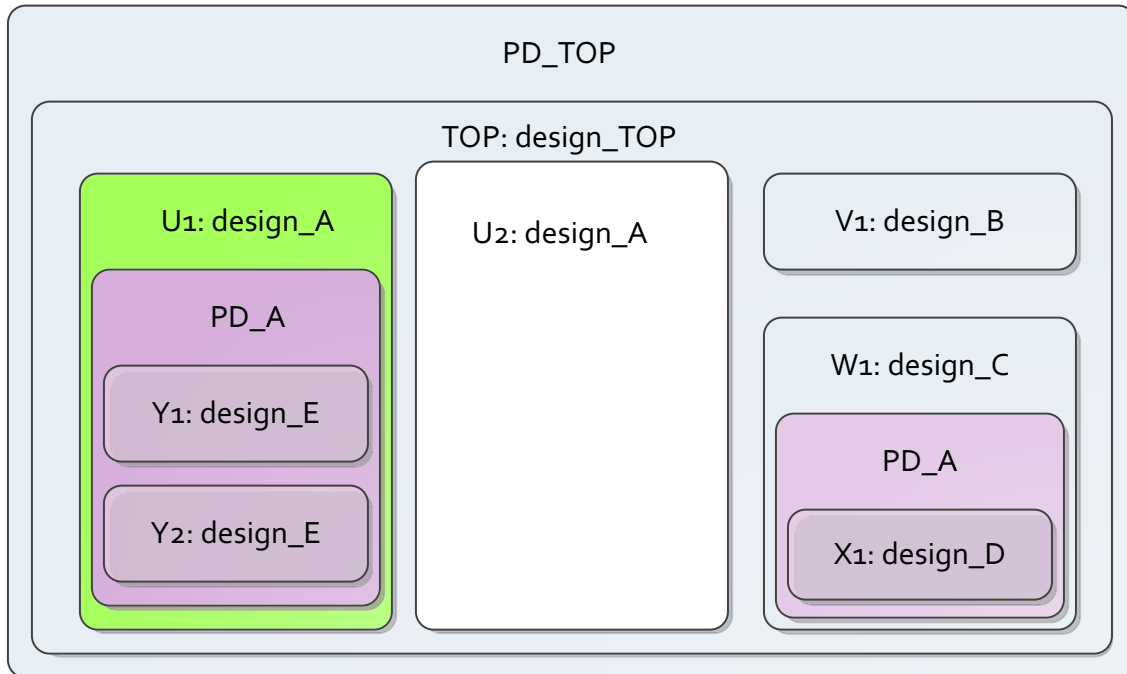 PD_TOP
TOP: design_TOP
U1: design_A
PD_A
Y1: design_E
Y2: design_E
U2: design_A
V1: design_B
W1: design_C
PD_A
X1: design_D